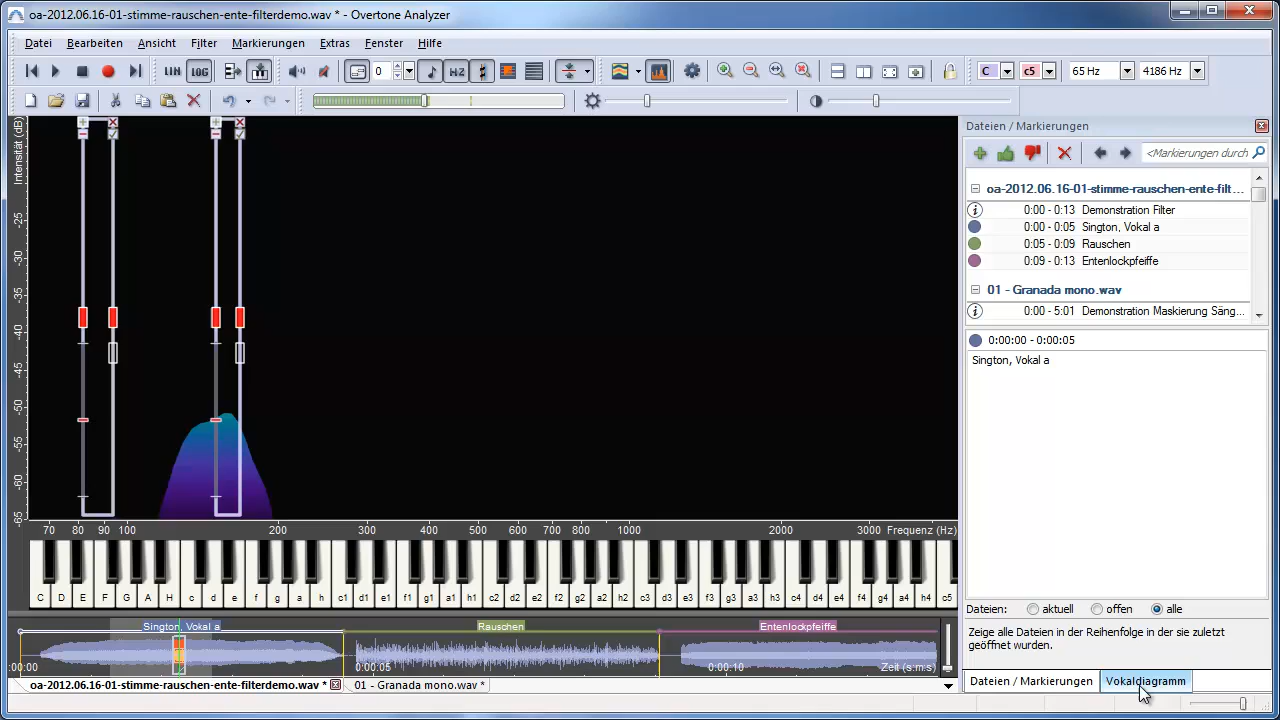 oa-2012.06.16-01-stimme-rauschen-ente-filterdemo.wav * - Overtone Analyzer
Datei Bearbeiten Ansicht Filter Markierungen Extras Fenster Hilfe
LIN LOG 0 HZ C c5 65 Hz 4186 Hz
Dateien / Markierungen
<Markierungen durch
oa-2012.06.16-01-stimme-rauschen-ente-filt...
0:00 - 0:13 Demonstration Filter
0:00 - 0:05 Sington, Vokal a
0:05 - 0:09 Rauschen
0:09 - 0:13 Entenlockpfeiffe
01 - Granada mono.wav
0:00 - 5:01 Demonstration Maskierung Säng...
0:00:00 - 0:00:05
Sington, Vokal a
Dateien: aktuell offen alle
Zeige alle Dateien in der Reihenfolge in der sie zuletzt
geöffnet wurden.
Dateien / Markierungen Vokaldiagramm
Intensität (dB)
-25
-30
-35
-40
-45
-50
-55
-60
-65
70 80 90 100 200 300 400 500 600 700 800 1000 2000 3000 Frequenz (Hz)
C D E F G A H c d e f g a h c1 d1 e1 f1 g1 a1 h1 c2 d2 e2 f2 g2 a2 h2 c3 d3 e3 f3 g3 a3 h3 c4 d4 e4 f4 g4 a4 h4 c5
Sington, Vokal a Rauschen Entenlockpfeiffe
:00:00 0:00:05 0:00:10 Zeit (s:m:s)
oa-2012.06.16-01-stimme-rauschen-ente-filterdemo.wav * 01 - Granada mono.wav *